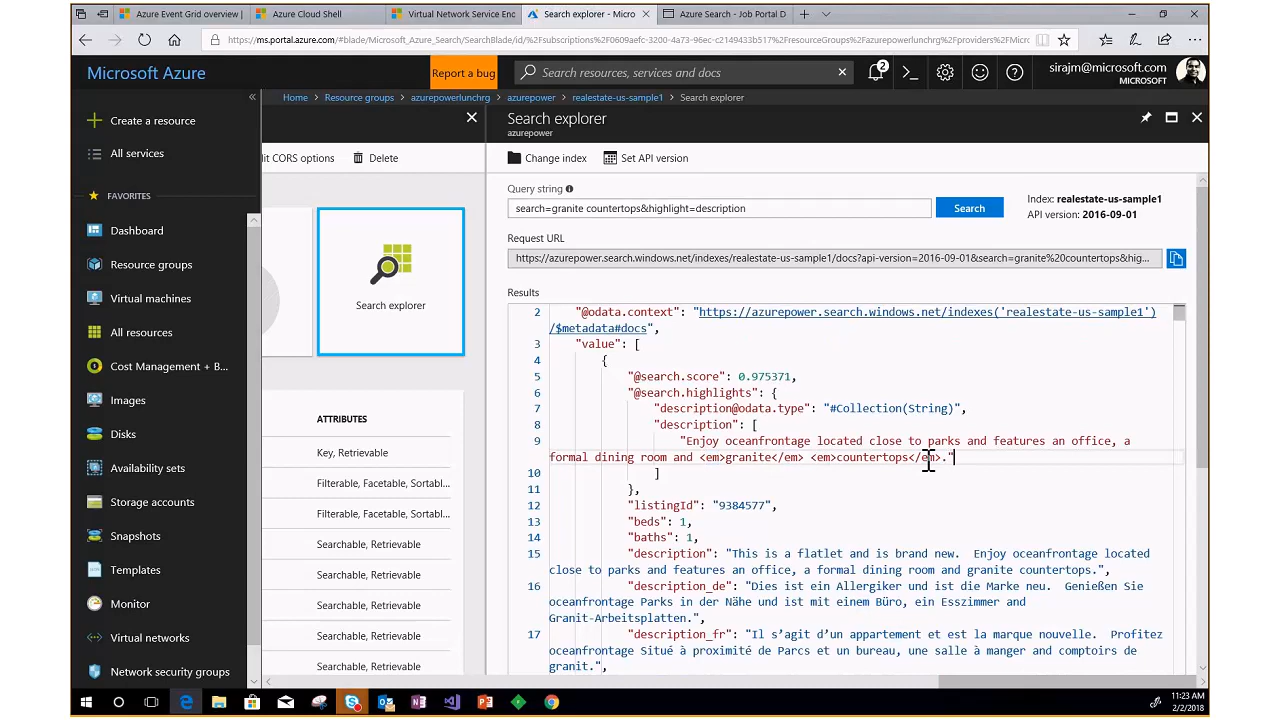 Azure Event Grid overview |
Azure Cloud Shell
Virtual Network Service Enc
Search explorer - Micro
Azure Search - Job Portal D
https://ms.portal.azure.com/#blade/Microsoft_Azure_Search/SearchBlade/id/%2Fsubscriptions%2F0609aefc-3200-4a73-96ec-c2149433b517%2FresourceGroups%2Fazurepowerlunchrg%2Fproviders%2FMicrc
Microsoft Azure
Report a bug
Search resources, services and docs
2
sirajm@microsoft.com
MICROSOFT
Home > Resource groups > azurepowerlunchrg > azurepower > realestate-us-sample1 > Search explorer
Create a resource
All services
FAVORITES
Dashboard
Resource groups
Virtual machines
All resources
Cost Management + B...
Images
Disks
Availability sets
Storage accounts
Snapshots
Templates
Monitor
Virtual networks
Network security groups
lit CORS options
Delete
Search explorer
ATTRIBUTES
Key, Retrievable
Filterable, Facetable, Sortabl...
Filterable, Facetable, Sortabl...
Searchable, Retrievable
Searchable, Retrievable
Searchable, Retrievable
Searchable, Retrievable
Searchable, Retrievable
Search explorer
azurepower
Change index
Set API version
Query string
search=granite countertops&highlight=description
Search
Index: realestate-us-sample1
API version: 2016-09-01
Request URL
https://azurepower.search.windows.net/indexes/realestate-us-sample1/docs?api-version=2016-09-01&search=granite%20countertops&hig...
Results
2 "@odata.context": "https://azurepower.search.windows.net/indexes('realestate-us-sample1')
/$metadata#docs",
3 "value": [
4 {
5 "@search.score": 0.975371,
6 "@search.highlights": {
7 "description@odata.type": "#Collection(String)",
8 "description": [
9 "Enjoy oceanfrontage located close to parks and features an office, a
formal dining room and <em>granite</em> <em>countertops</em>."
10 ]
11 },
12 "listingId": "9384577",
13 "beds": 1,
14 "baths": 1,
15 "description": "This is a flatlet and is brand new.  Enjoy oceanfrontage located
close to parks and features an office, a formal dining room and granite countertops.",
16 "description_de": "Dies ist ein Allergiker und ist die Marke neu.  Genießen Sie
oceanfrontage Parks in der Nähe und ist mit einem Büro, ein Esszimmer and
Granit-Arbeitsplatten.",
17 "description_fr": "Il s'agit d'un appartement et est la marque nouvelle.  Profitez
oceanfrontage Situé à proximité de Parcs et un bureau, une salle à manger and comptoirs de
granit.",
11:23 AM
2/2/2018